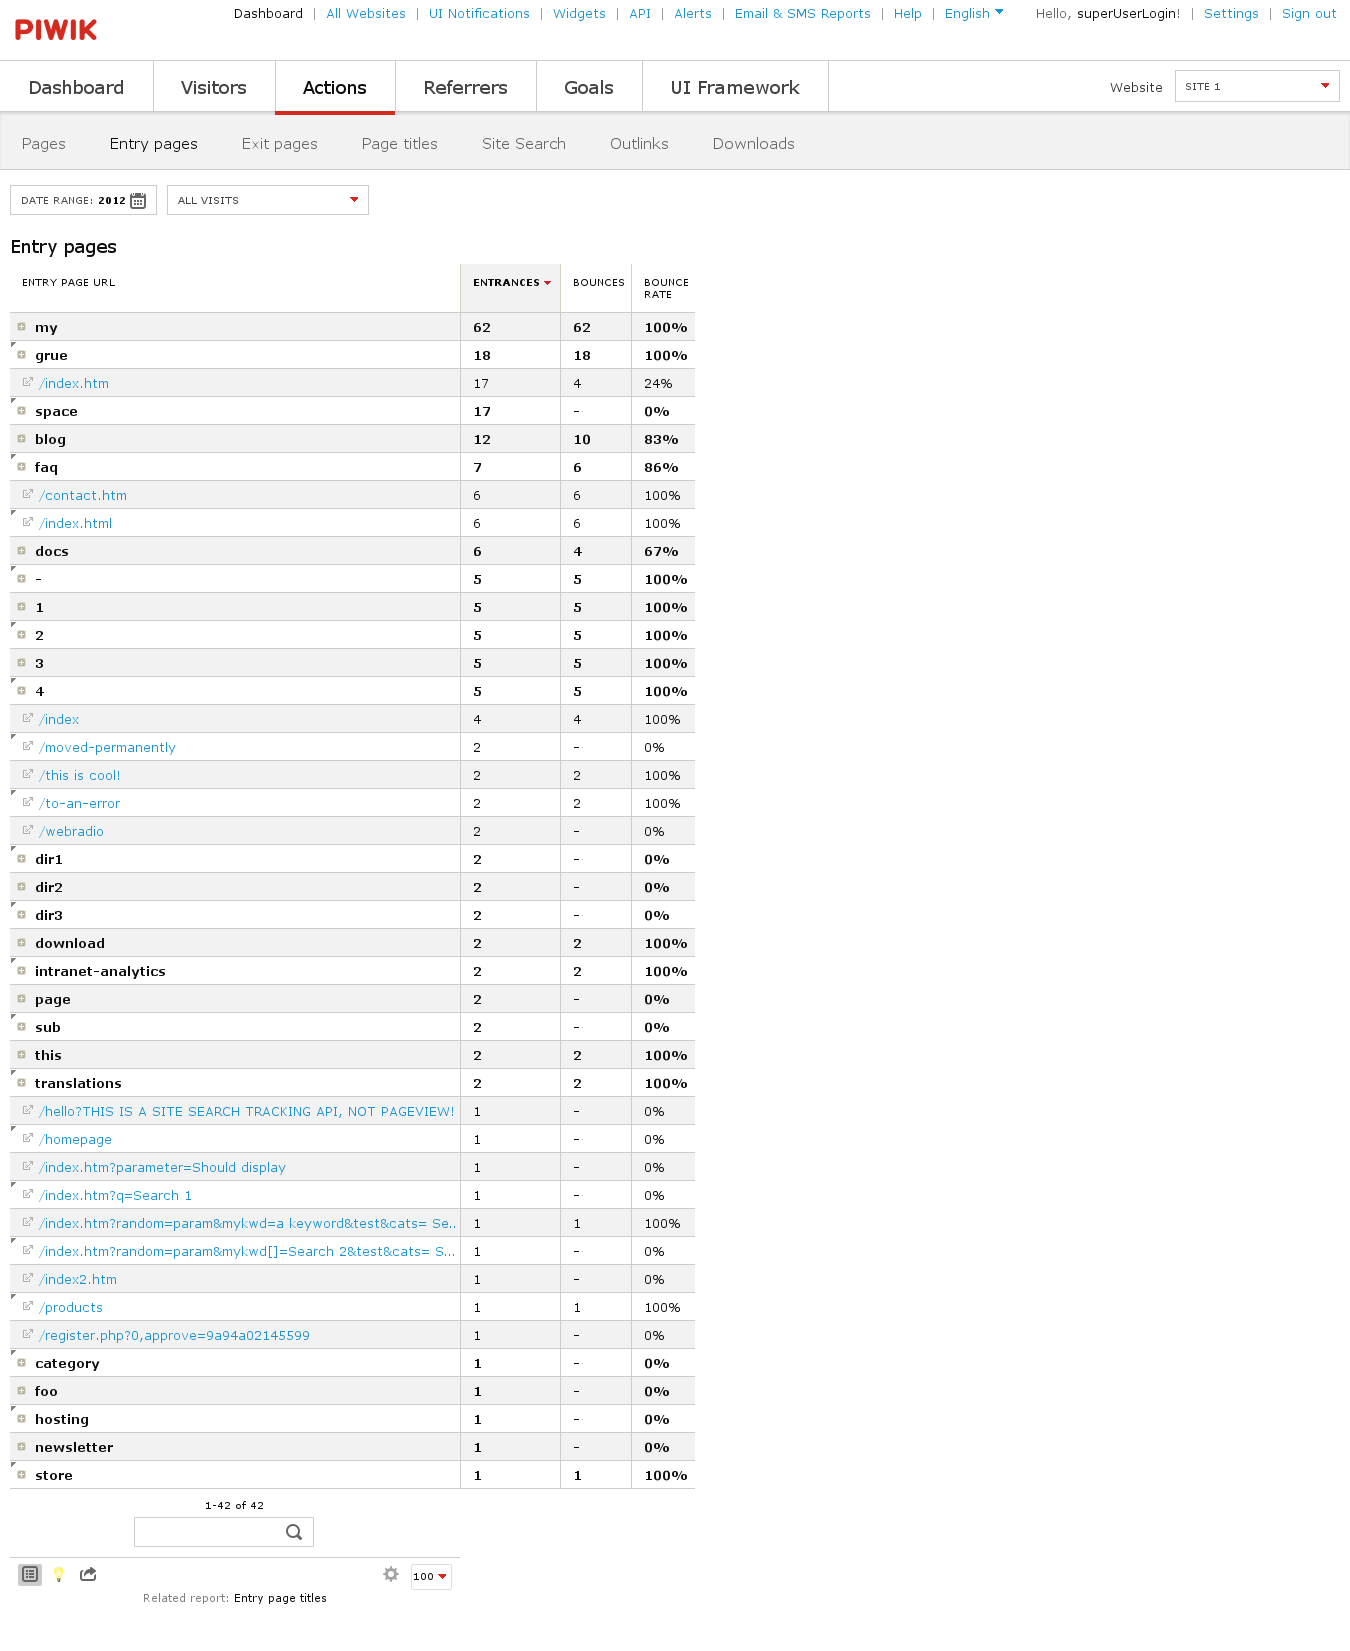 PIWIK
Dashboard | All Websites | UI Notifications | Widgets | API | Alerts | Email & SMS Reports | Help | English Hello, superUserLogin! | Settings | Sign out
Dashboard Visitors Actions Referrers Goals UI Framework Website SITE 1
Pages Entry pages Exit pages Page titles Site Search Outlinks Downloads
DATE RANGE: 2012 ALL VISITS
Entry pages
ENTRY PAGE URL ENTRANCES BOUNCES BOUNCE RATE
my 62 62 100%
grue 18 18 100%
/index.htm 17 4 24%
space 17 - 0%
blog 12 10 83%
faq 7 6 86%
/contact.htm 6 6 100%
/index.html 6 6 100%
docs 6 4 67%
- 5 5 100%
1 5 5 100%
2 5 5 100%
3 5 5 100%
4 5 5 100%
/index 4 4 100%
/moved-permanently 2 - 0%
/this is cool! 2 2 100%
/to-an-error 2 2 100%
/webradio 2 - 0%
dir1 2 - 0%
dir2 2 - 0%
dir3 2 - 0%
download 2 2 100%
intranet-analytics 2 2 100%
page 2 - 0%
sub 2 - 0%
this 2 2 100%
translations 2 2 100%
/hello?THIS IS A SITE SEARCH TRACKING API, NOT PAGEVIEW! 1 - 0%
/homepage 1 - 0%
/index.htm?parameter=Should display 1 - 0%
/index.htm?q=Search 1 1 - 0%
/index.htm?random=param&mykwd=a keyword&test&cats= Se.. 1 1 100%
/index.htm?random=param&mykwd[]=Search 2&test&cats= S... 1 - 0%
/index2.htm 1 - 0%
/products 1 1 100%
/register.php?0,approve=9a94a02145599 1 - 0%
category 1 - 0%
foo 1 - 0%
hosting 1 - 0%
newsletter 1 - 0%
store 1 1 100%
1-42 of 42
100
Related report: Entry page titles